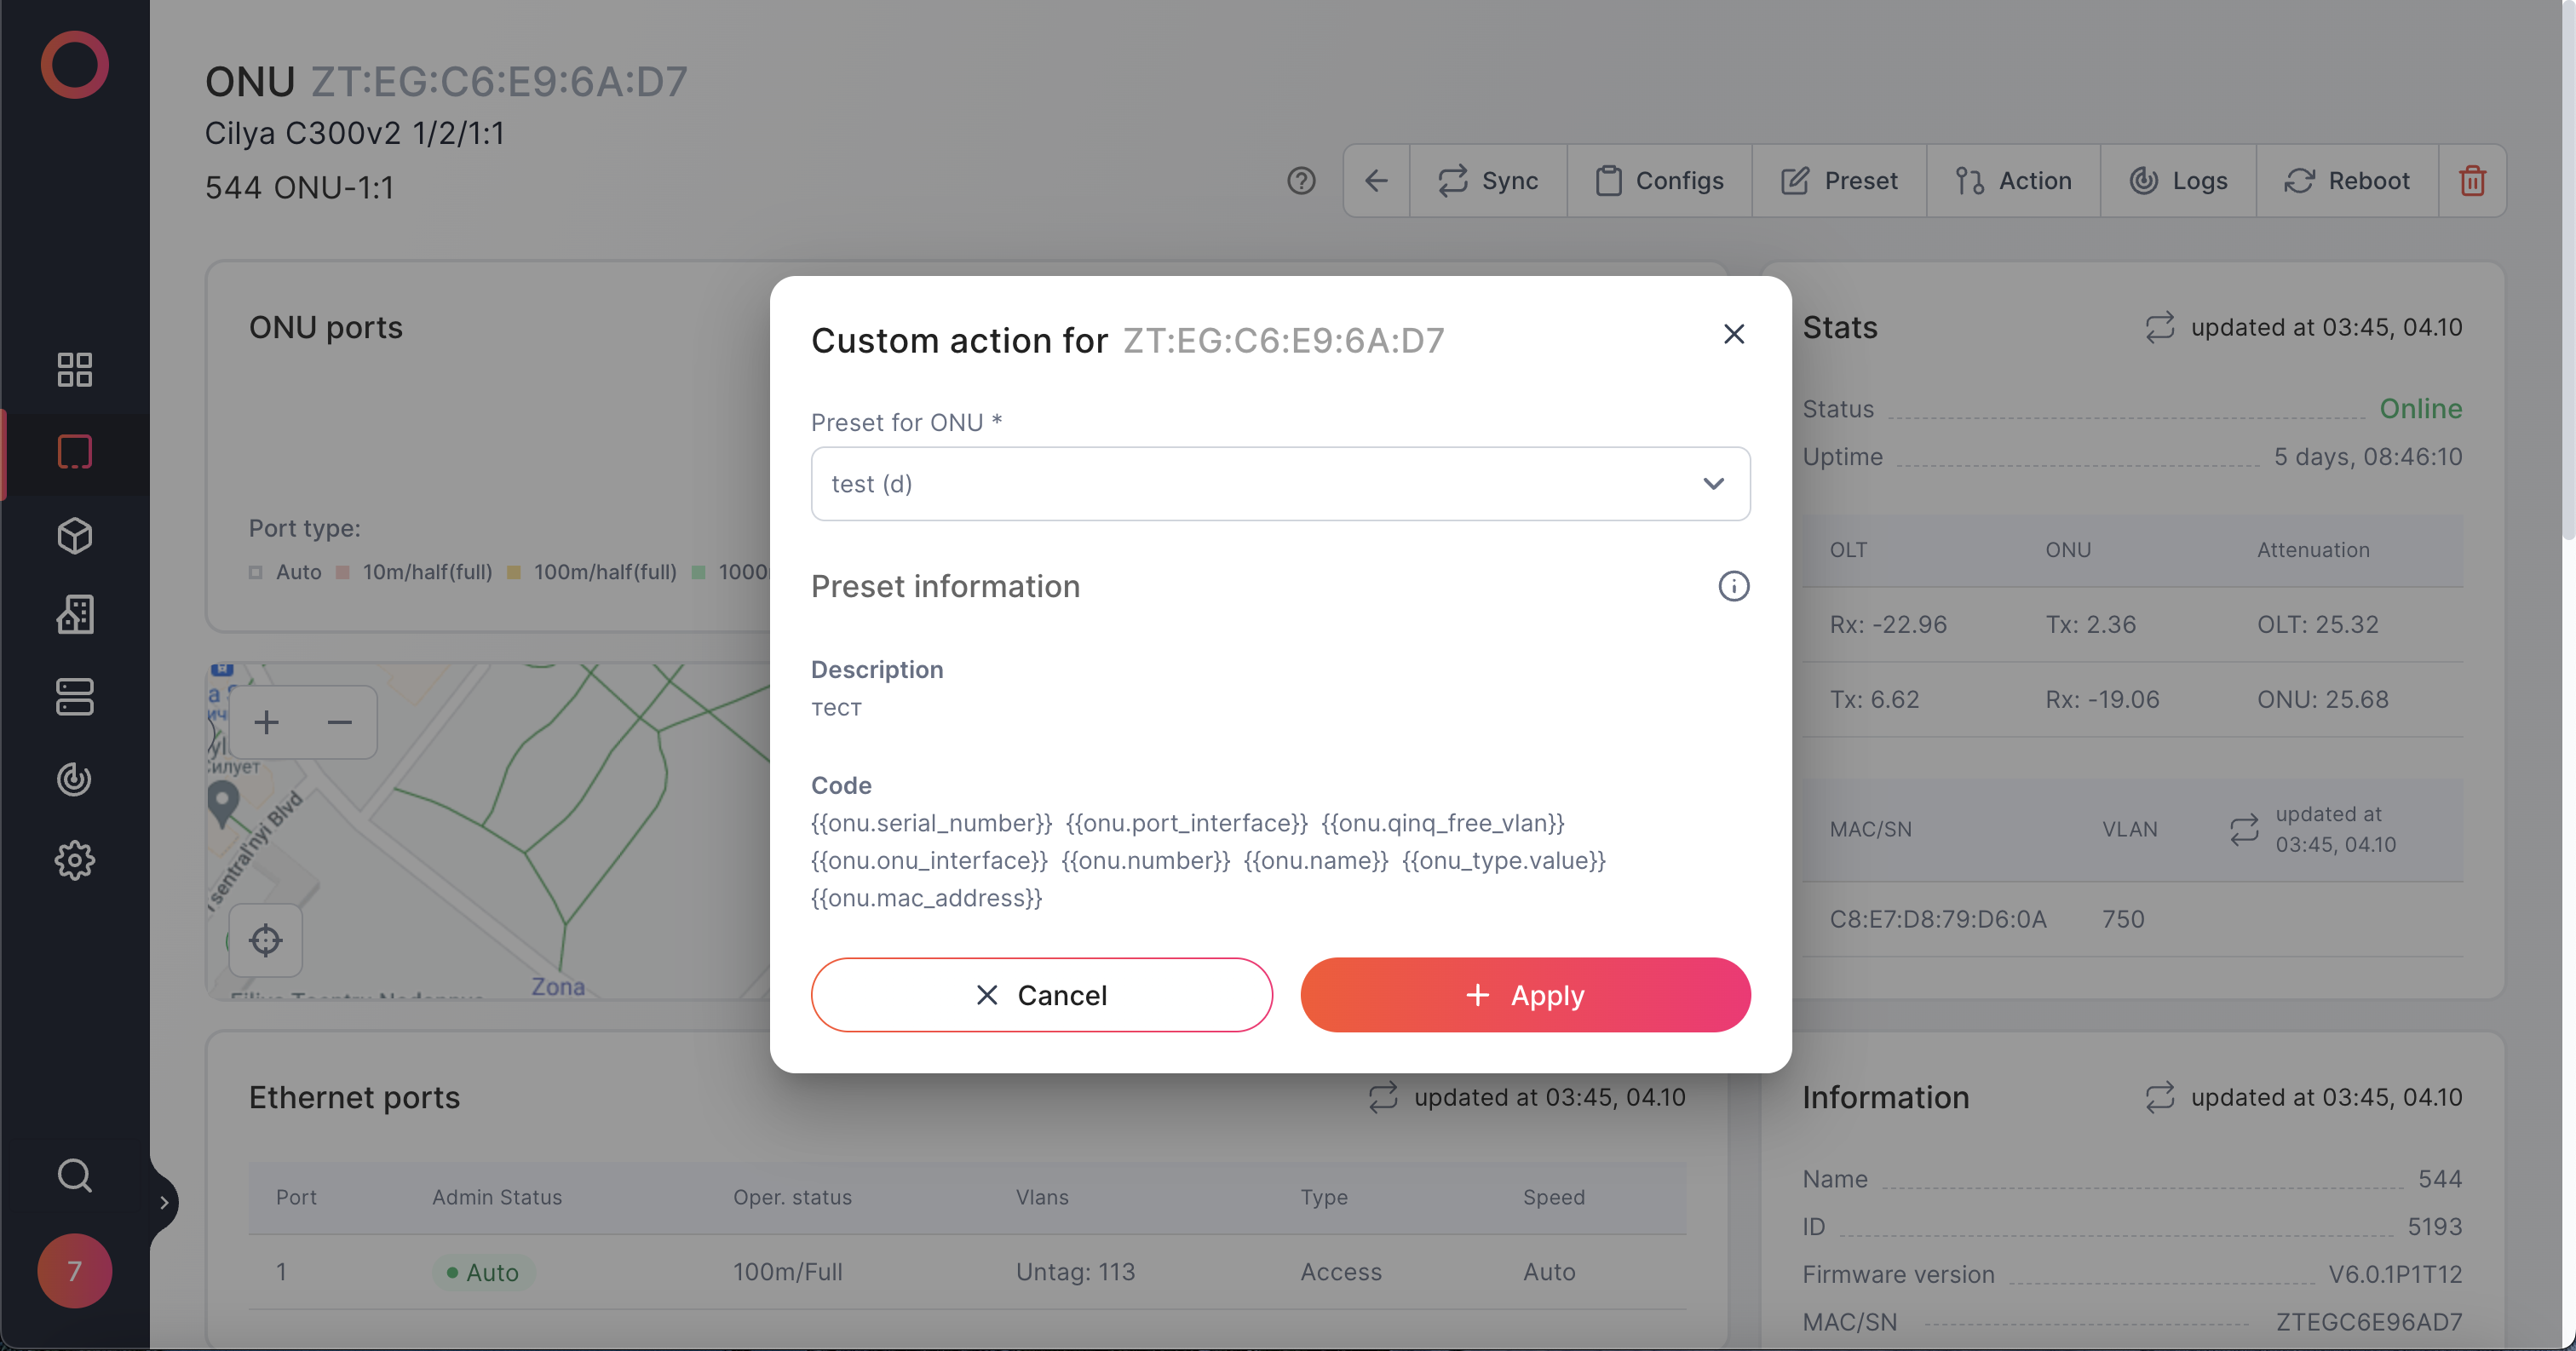 ONU ZT:EG:C6:E9:6A:D7
Cilya C300v2 1/2/1:1
544 ONU-1:1
Sync
Configs
Preset
Action
Logs
Reboot
ONU ports
Port type:
Auto
10m/half(full)
100m/half(full)
1000
Tsentral'nyi Blvd
Zona
Custom action for ZT:EG:C6:E9:6A:D7
Preset for ONU *
test (d)
Preset information
Description
тест
Code
{{onu.serial_number}} {{onu.port_interface}} {{onu.qinq_free_vlan}}
{{onu.onu_interface}} {{onu.number}} {{onu.name}} {{onu_type.value}}
{{onu.mac_address}}
Cancel
Apply
Stats
updated at 03:45, 04.10
Status
Online
Uptime
5 days, 08:46:10
OLT ONU Attenuation
Rx: -22.96 Tx: 2.36 OLT: 25.32
Tx: 6.62 Rx: -19.06 ONU: 25.68
MAC/SN VLAN
updated at
03:45, 04.10
C8:E7:D8:79:D6:0A 750
Ethernet ports
updated at 03:45, 04.10
Port Admin Status Oper. status Vlans Type Speed
1 Auto 100m/Full Untag: 113 Access Auto
Information
updated at 03:45, 04.10
Name 544
ID 5193
Firmware version V6.0.1P1T12
MAC/SN ZTEGC6E96AD7
7